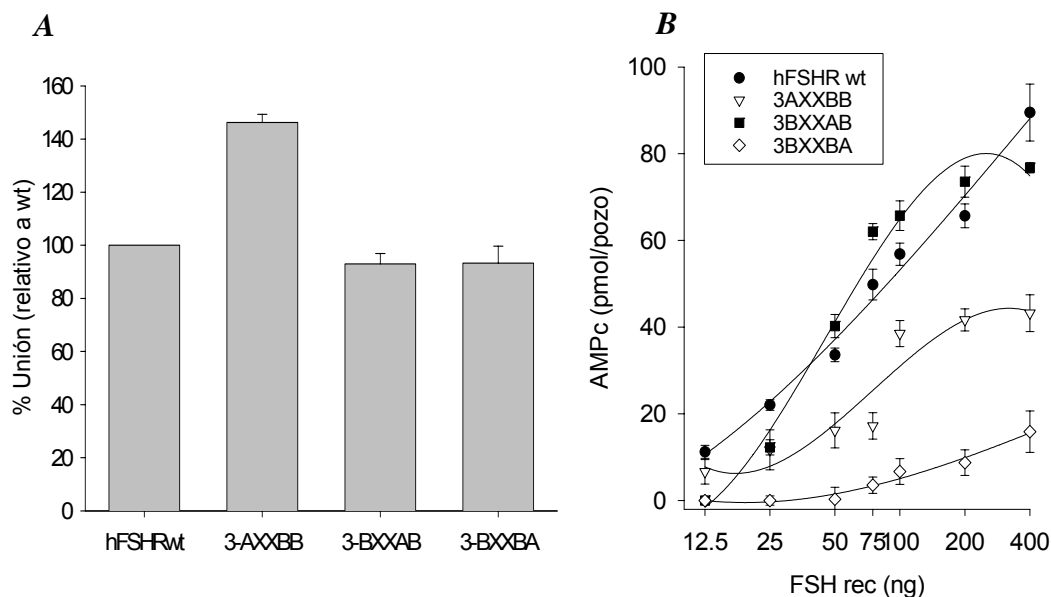 A
% Unión (relativo a wt)
160
140
120
100
80
60
40
20
0
hFSHRwt
3-AXXBB
3-BXXAB
3-BXXBA
B
hFSHR wt
3AXXBB
3BXXAB
3BXXBA
AMPc (pmol/pozo)
100
80
60
40
20
0
12.5
25
50
75
100
200
400
FSH rec (ng)